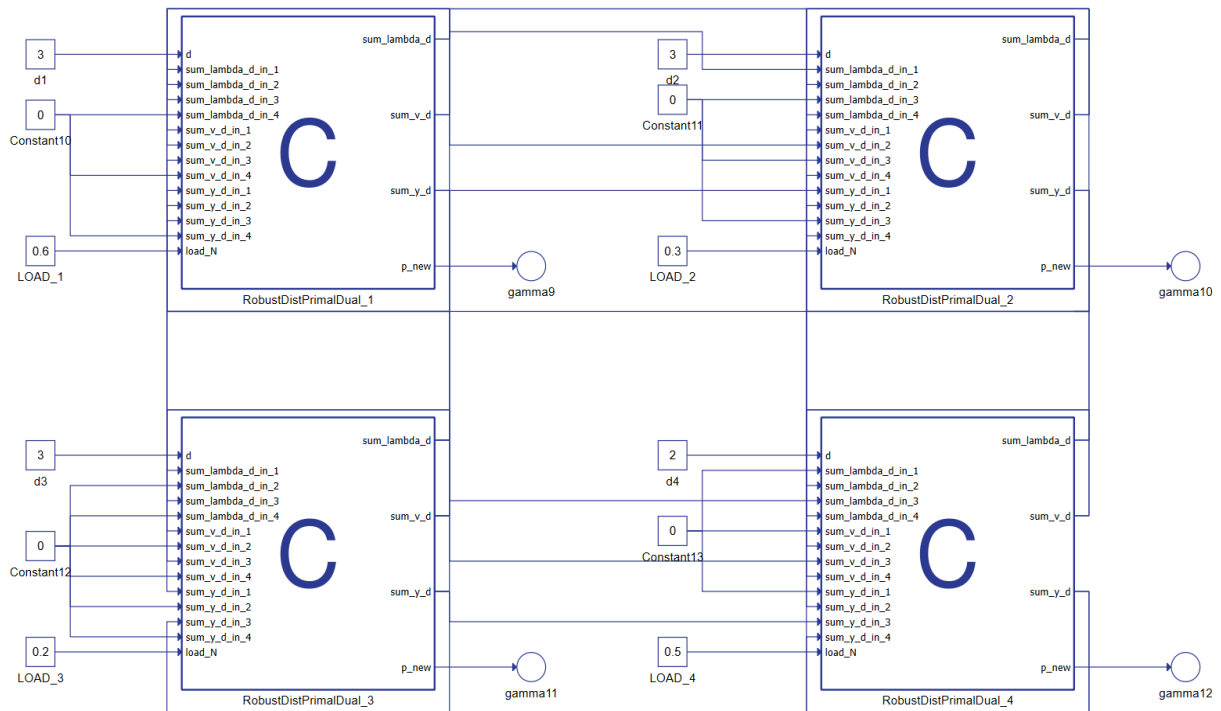 sum_lambda_d
3
d
d1
sum_lambda_d_in_1
sum_lambda_d_in_2
sum_lambda_d_in_3
0
sum_lambda_d_in_4
sum_v_d
Constant10
sum_v_d_in_1
sum_v_d_in_2
sum_v_d_in_3
sum_v_d_in_4
sum_y_d_in_1
sum_y_d
sum_y_d_in_2
sum_y_d_in_3
sum_y_d_in_4
0.6
load_N
LOAD_1
p_new
C
gamma9
RobustDistPrimalDual_1
sum_lambda_d
3
d
d2
sum_lambda_d_in_1
sum_lambda_d_in_2
0
sum_lambda_d_in_3
sum_lambda_d_in_4
sum_v_d
Constant11
sum_v_d_in_1
sum_v_d_in_2
sum_v_d_in_3
sum_v_d_in_4
sum_y_d_in_1
sum_y_d
sum_y_d_in_2
sum_y_d_in_3
sum_y_d_in_4
0.3
load_N
LOAD_2
p_new
C
gamma10
RobustDistPrimalDual_2
sum_lambda_d
3
d
d3
sum_lambda_d_in_1
sum_lambda_d_in_2
sum_lambda_d_in_3
sum_lambda_d_in_4
sum_v_d
sum_v_d_in_1
0
sum_v_d_in_2
sum_v_d_in_3
Constant12
sum_v_d_in_4
sum_y_d_in_1
sum_y_d
sum_y_d_in_2
sum_y_d_in_3
sum_y_d_in_4
0.2
load_N
LOAD_3
p_new
C
gamma11
RobustDistPrimalDual_3
sum_lambda_d
2
d
d4
sum_lambda_d_in_1
sum_lambda_d_in_2
sum_lambda_d_in_3
sum_lambda_d_in_4
sum_v_d
0
sum_v_d_in_1
sum_v_d_in_2
Constant13
sum_v_d_in_3
sum_v_d_in_4
sum_y_d_in_1
sum_y_d
sum_y_d_in_2
sum_y_d_in_3
sum_y_d_in_4
0.5
load_N
LOAD_4
p_new
C
gamma12
RobustDistPrimalDual_4